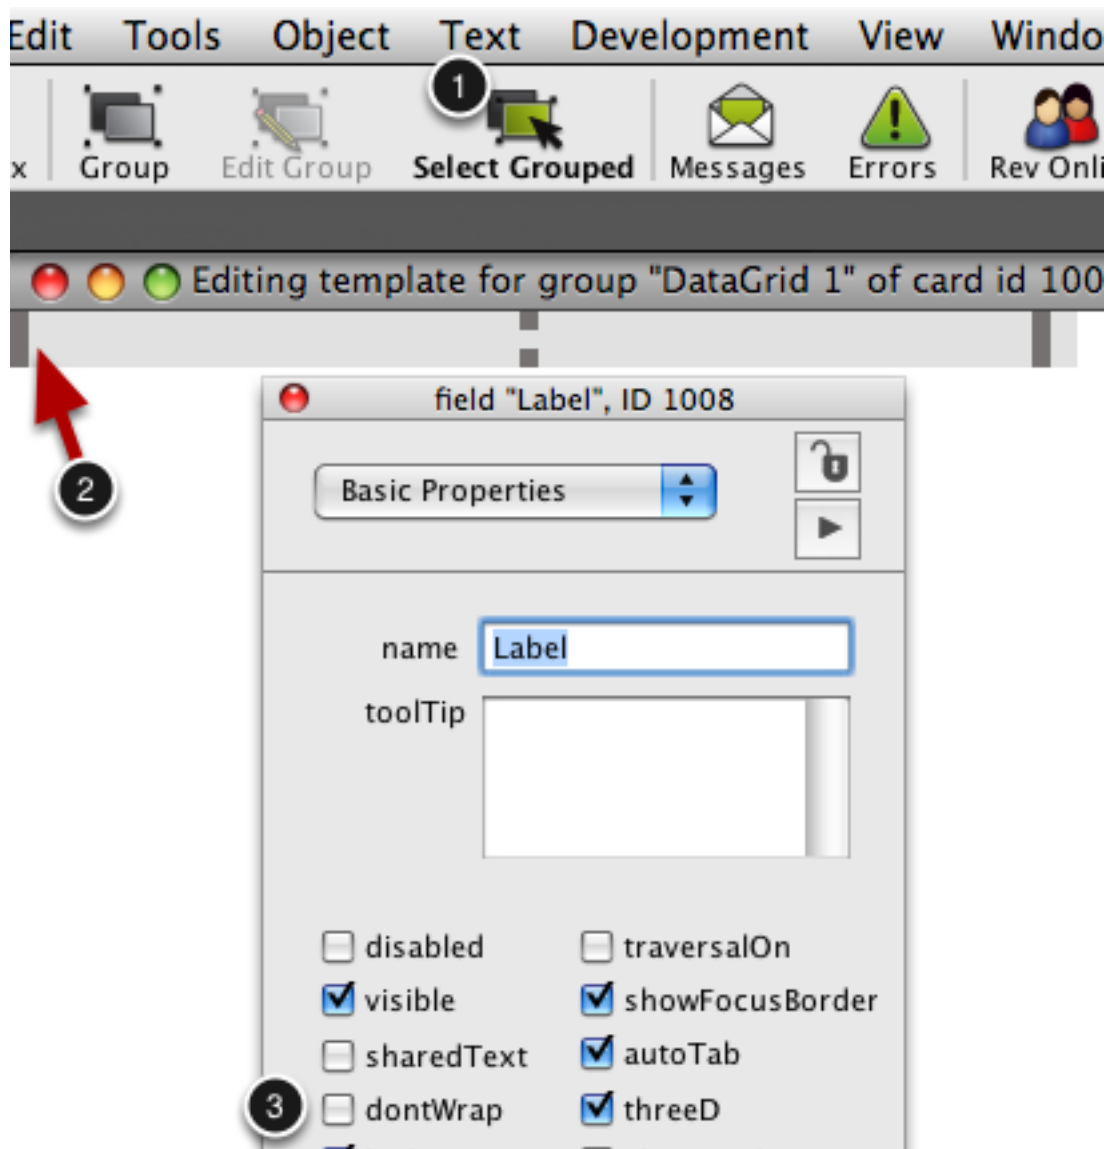 Edit Tools Object Text Development View Windo
1
x Group Edit Group Select Grouped Messages Errors Rev Onli
Editing template for group "DataGrid 1" of card id 100
field "Label", ID 1008
2
Basic Properties
name Label
toolTip
disabled traversalOn
visible showFocusBorder
sharedText autoTab
3 dontWrap threeD